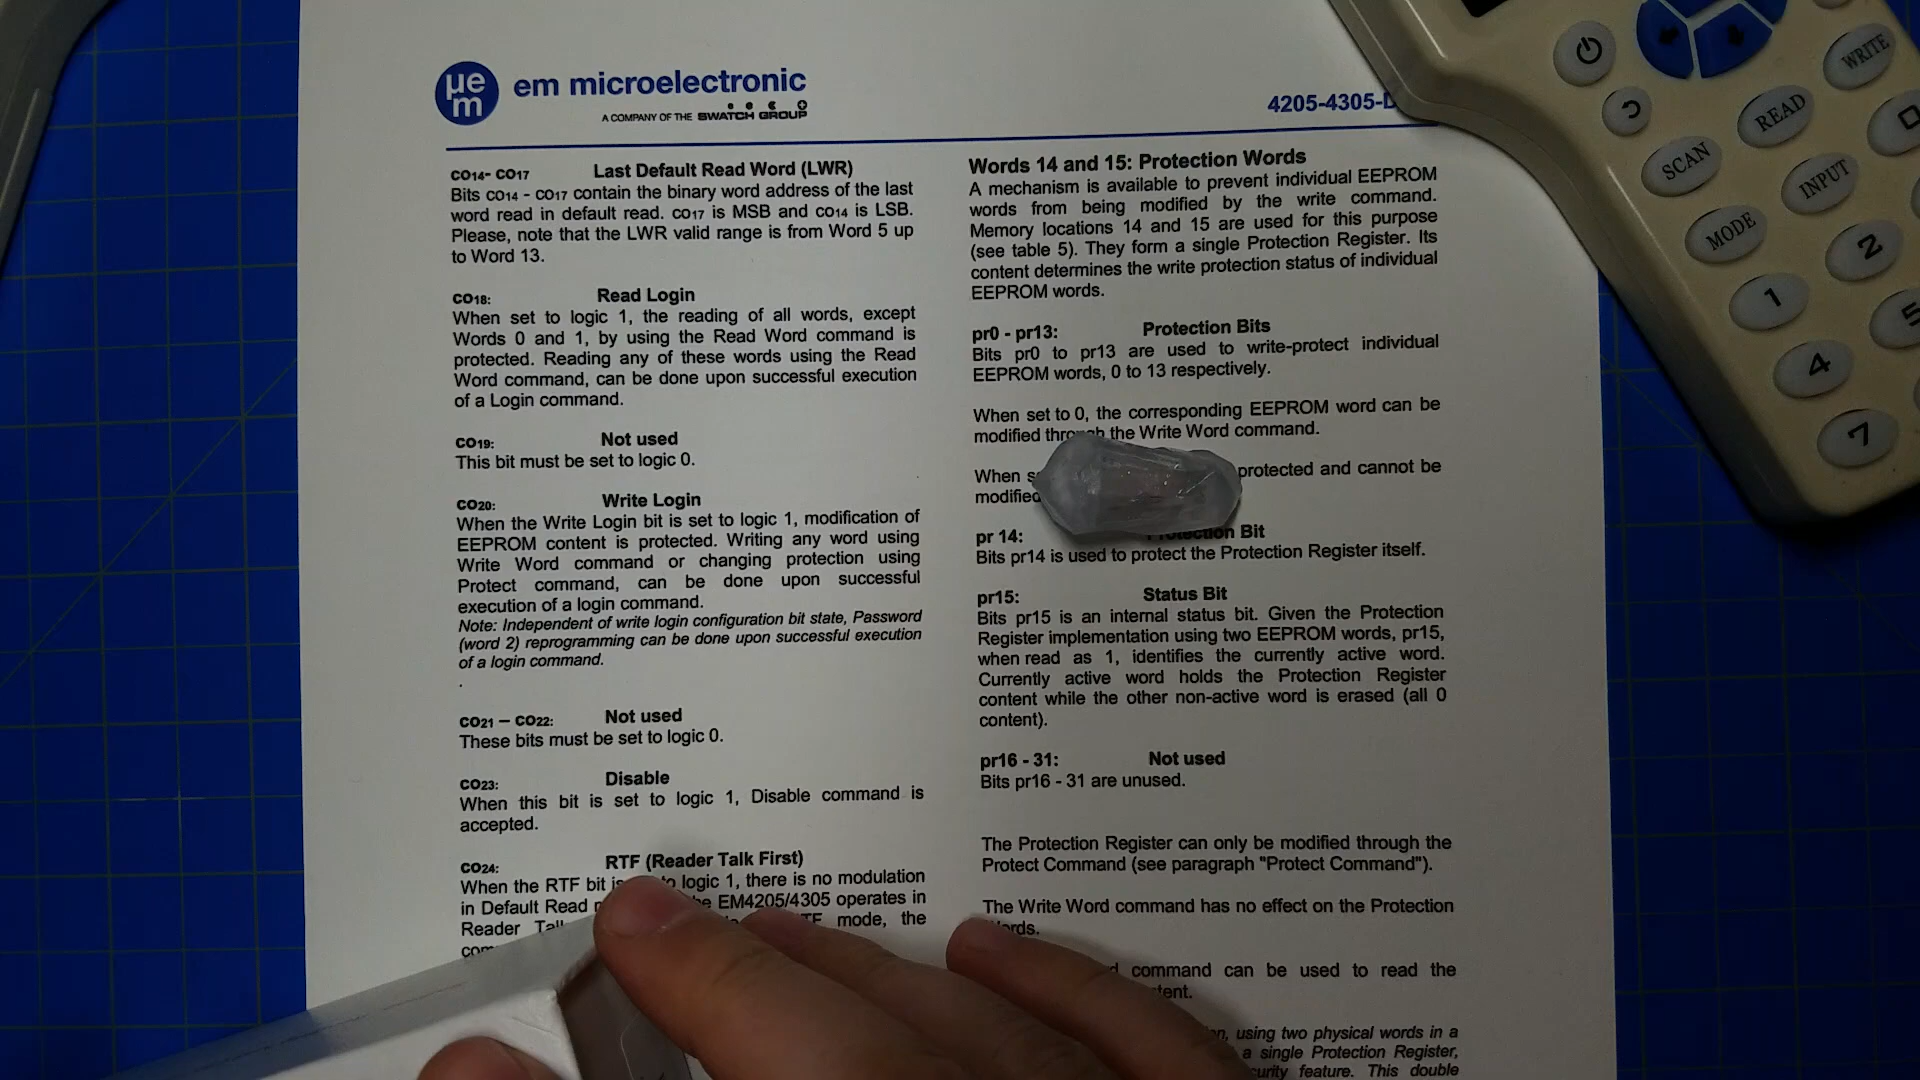 µem
em microelectronic
A COMPANY OF THE SWATCH GROUP
4205-4305-D
CO14- CO17 Last Default Read Word (LWR)
Bits CO14 - CO17 contain the binary word address of the last
word read in default read. CO17 is MSB and CO14 is LSB.
Please, note that the LWR valid range is from Word 5 up
to Word 13.
CO18: Read Login
When set to logic 1, the reading of all words, except
Words 0 and 1, by using the Read Word command is
protected. Reading any of these words using the Read
Word command, can be done upon successful execution
of a Login command.
CO19: Not used
This bit must be set to logic 0.
CO20: Write Login
When the Write Login bit is set to logic 1, modification of
EEPROM content is protected. Writing any word using
Write Word command or changing protection using
Protect command, can be done upon successful
execution of a login command.
Note: Independent of write login configuration bit state, Password
(word 2) reprogramming can be done upon successful execution
of a login command.
.
CO21 – CO22: Not used
These bits must be set to logic 0.
CO23: Disable
When this bit is set to logic 1, Disable command is
accepted.
CO24: RTF (Reader Talk First)
When the RTF bit logic 1, there is no modulation
in Default Read EM4205/4305 operates in
Reader mode, the
Words 14 and 15: Protection Words
A mechanism is available to prevent individual EEPROM
words from being modified by the write command.
Memory locations 14 and 15 are used for this purpose
(see table 5). They form a single Protection Register. Its
content determines the write protection status of individual
EEPROM words.
pr0 - pr13: Protection Bits
Bits pr0 to pr13 are used to write-protect individual
EEPROM words, 0 to 13 respectively.
When set to 0, the corresponding EEPROM word can be
modified through the Write Word command.
When protected and cannot be
modified
pr 14: Protection Bit
Bits pr14 is used to protect the Protection Register itself.
pr15: Status Bit
Bits pr15 is an internal status bit. Given the Protection
Register implementation using two EEPROM words, pr15,
when read as 1, identifies the currently active word.
Currently active word holds the Protection Register
content while the other non-active word is erased (all 0
content).
pr16 - 31: Not used
Bits pr16 - 31 are unused.
The Protection Register can only be modified through the
Protect Command (see paragraph "Protect Command").
The Write Word command has no effect on the Protection
command can be used to read the
using two physical words in a
a single Protection Register,
feature. This double
WRITE
READ
0
SCAN
INPUT
MODE
2
1
5
4
7